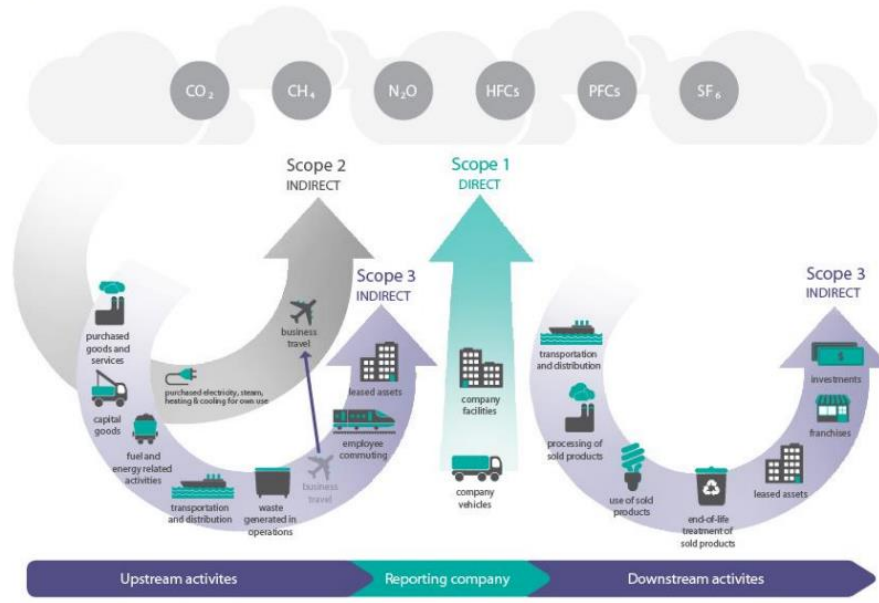 CO₂
CH₄
N₂O
HFCs
PFCs
SF₆
Scope 2
INDIRECT
Scope 1
DIRECT
Scope 3
INDIRECT
Scope 3
INDIRECT
purchased
goods and
services
capital
goods
fuel and
energy related
activities
transportation
and distribution
waste
generated in
operations
business
travel
employee
commuting
leased assets
purchased electricity, steam,
heating & cooling for own use
business
travel
company
facilities
company
vehicles
transportation
and distribution
processing of
sold products
use of sold
products
end-of-life
treatment of
sold products
leased assets
franchises
investments
$
Upstream activites
Reporting company
Downstream activites